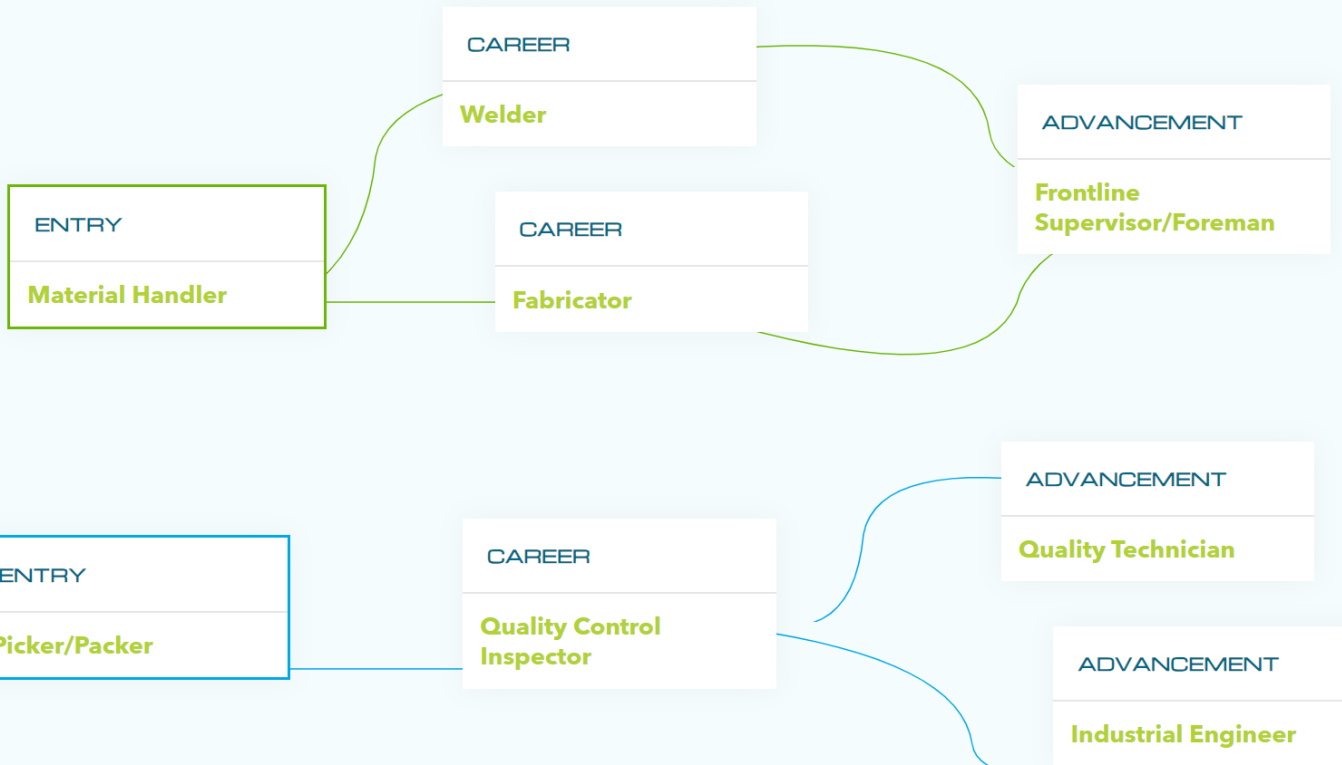 CAREER
Welder
ADVANCEMENT
Frontline
Supervisor/Foreman
ENTRY
Material Handler
CAREER
Fabricator
ADVANCEMENT
Quality Technician
CAREER
Quality Control
Inspector
ENTRY
Picker/Packer
ADVANCEMENT
Industrial Engineer